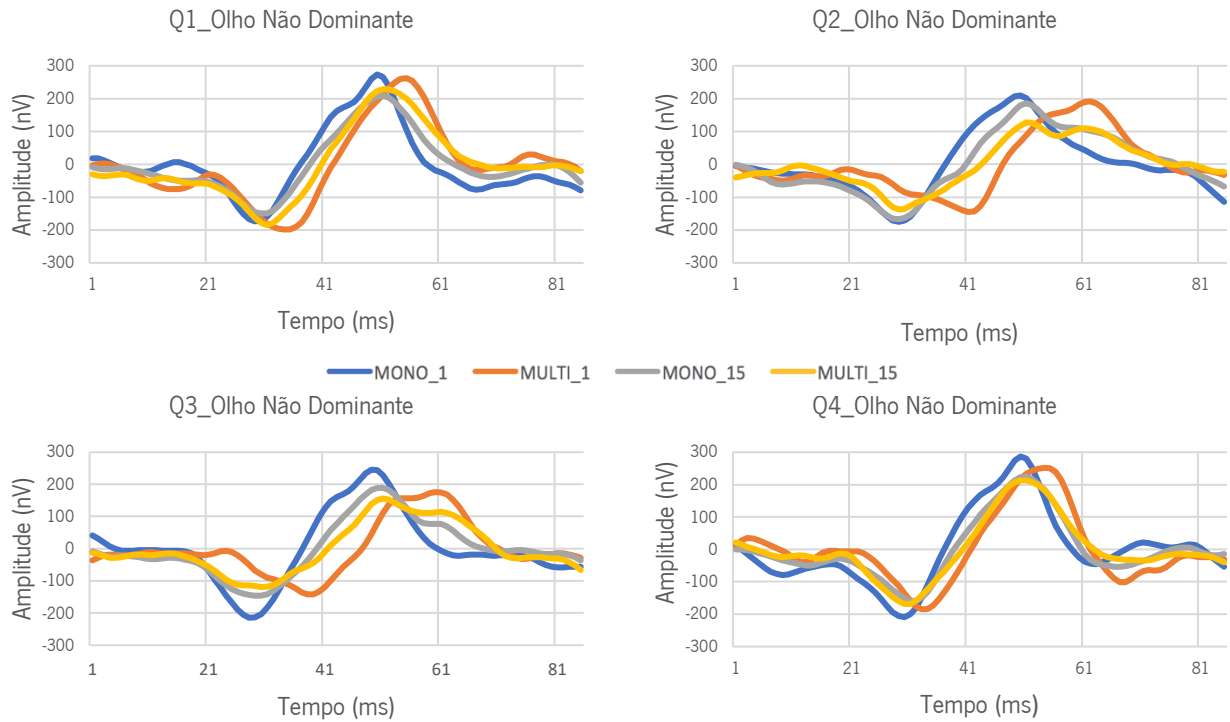 Q1_Olho Não Dominante
Amplitude (nV)
300
200
100
0
-100
-200
-300
1 21 41 61 81
Tempo (ms)
Q2_Olho Não Dominante
Amplitude (nV)
300
200
100
0
-100
-200
-300
1 21 41 61 81
Tempo (ms)
MONO_1 MULTI_1 MONO_15 MULTI_15
Q3_Olho Não Dominante
Amplitude (nV)
300
200
100
0
-100
-200
-300
1 21 41 61 81
Tempo (ms)
Q4_Olho Não Dominante
Amplitude (nV)
300
200
100
0
-100
-200
-300
1 21 41 61 81
Tempo (ms)